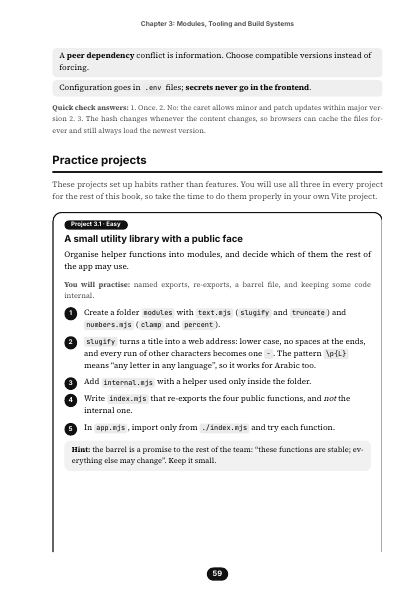 Chapter 3: Modules, Tooling and Build Systems
A peer dependency conflict is information. Choose compatible versions instead of
forcing.
Configuration goes in .env files; secrets never go in the frontend.
Quick check answers: 1. Once. 2. No: the caret allows minor and patch updates within major ver-
sion 2. 3. The hash changes whenever the content changes, so browsers can cache the files for-
ever and still always load the newest version.
Practice projects
These projects set up habits rather than features. You will use all three in every project
for the rest of this book, so take the time to do them properly in your own Vite project.
Project 3.1 · Easy
A small utility library with a public face
Organise helper functions into modules, and decide which of them the rest of
the app may use.
You will practise: named exports, re-exports, a barrel file, and keeping some code
internal.
1 Create a folder modules with text.mjs (slugify and truncate) and
numbers.mjs (clamp and percent).
2 slugify turns a title into a web address: lower case, no spaces at the ends,
and every run of other characters becomes one -. The pattern \p{L}
means “any letter in any language”, so it works for Arabic too.
3 Add internal.mjs with a helper used only inside the folder.
4 Write index.mjs that re-exports the four public functions, and not the
internal one.
5 In app.mjs, import only from ./index.mjs and try each function.
Hint: the barrel is a promise to the rest of the team: “these functions are stable; ev-
erything else may change”. Keep it small.
59